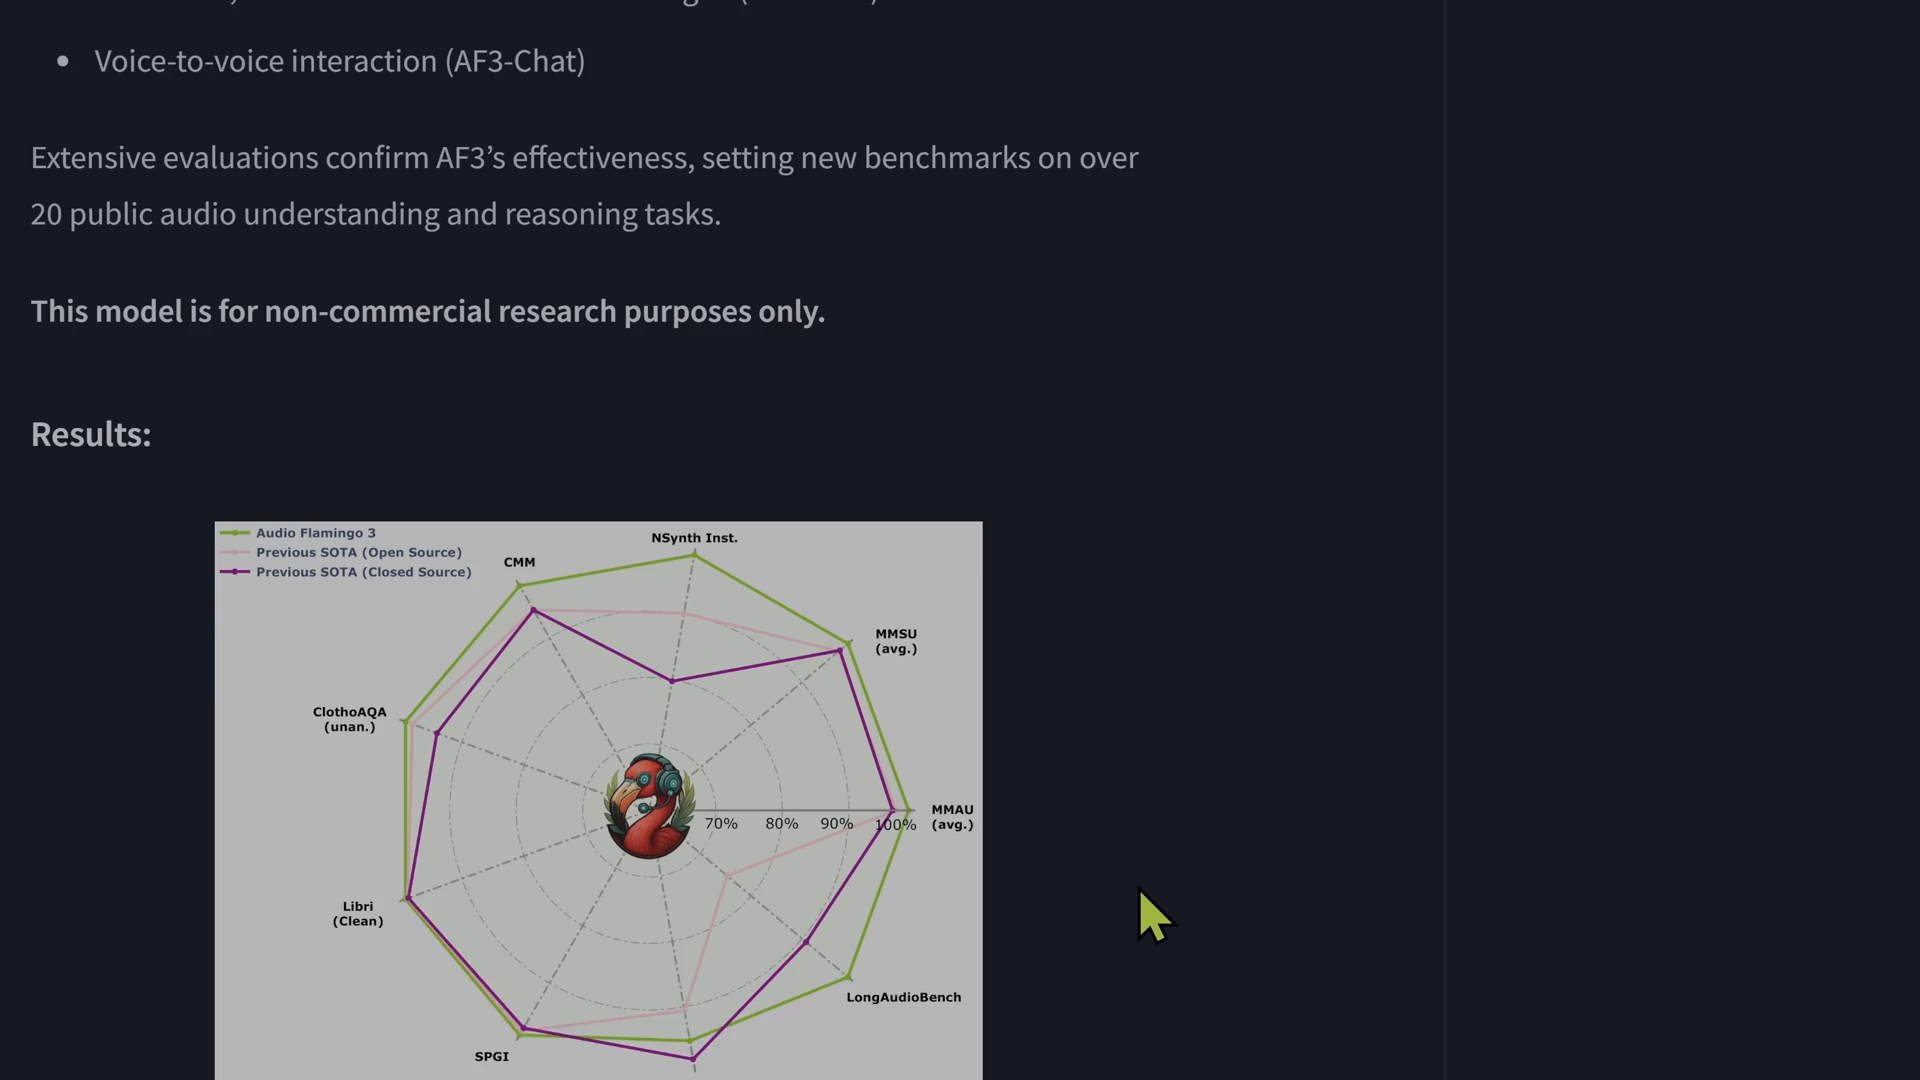 Voice-to-voice interaction (AF3-Chat)
Extensive evaluations confirm AF3’s effectiveness, setting new benchmarks on over
20 public audio understanding and reasoning tasks.
This model is for non-commercial research purposes only.
Results:
Audio Flamingo 3
Previous SOTA (Open Source)
Previous SOTA (Closed Source)
NSynth Inst.
CMM
MMSU
(avg.)
ClothoAQA
(unan.)
MMAU
(avg.)
70%
80%
90%
100%
Libri
(Clean)
LongAudioBench
SPGI